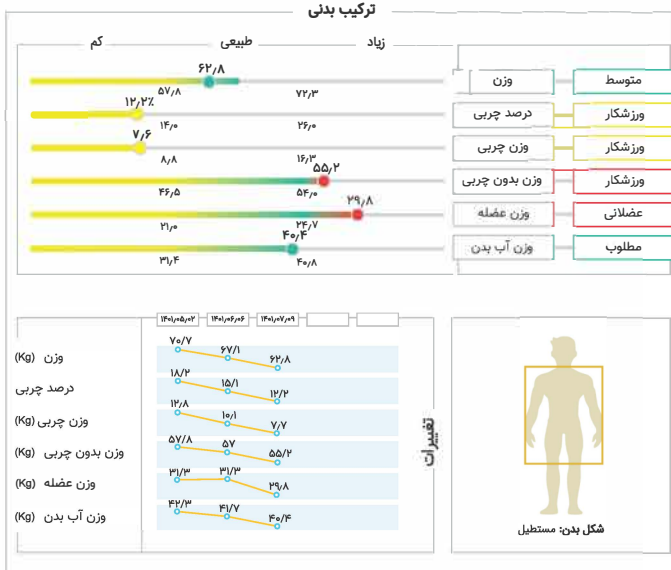 ترکیب بدنی
کم طبیعی زیاد
۶۲٫۸
۵۷٫۸ ۷۲٫۳
وزن متوسط
۱۲٫۲٪
۱۴٫۰ ۲۶٫۰
درصد چربی ورزشکار
۷٫۶
۸٫۸ ۱۶٫۳
وزن چربی ورزشکار
۵۵٫۲
۴۶٫۵ ۵۴٫۰
وزن بدون چربی ورزشکار
۲۹٫۸
۲۱٫۰ ۲۴٫۷
وزن عضله عضلانی
۴۰٫۴
۳۱٫۴ ۴۰٫۸
وزن آب بدن مطلوب
۱۴۰۱٫۰۵٫۰۲ ۱۴۰۱٫۰۶٫۰۶ ۱۴۰۱٫۰۷٫۰۹
وزن (Kg) ۷۰/۷ ۶۷/۱ ۶۲٫۸
درصد چربی ۱۸/۲ ۱۵/۱ ۱۲/۲
وزن چربی (Kg) ۱۲٫۸ ۱۰٫۱ ۷٫۷
وزن بدون چربی (Kg) ۵۷/۸ ۵۷ ۵۵/۲
وزن عضله (Kg) ۳۱/۳ ۳۱/۳ ۲۹٫۸
وزن آب بدن (Kg) ۴۲/۳ ۴۱/۷ ۴۰/۴
تغییرات
شکل بدن: مستطیل